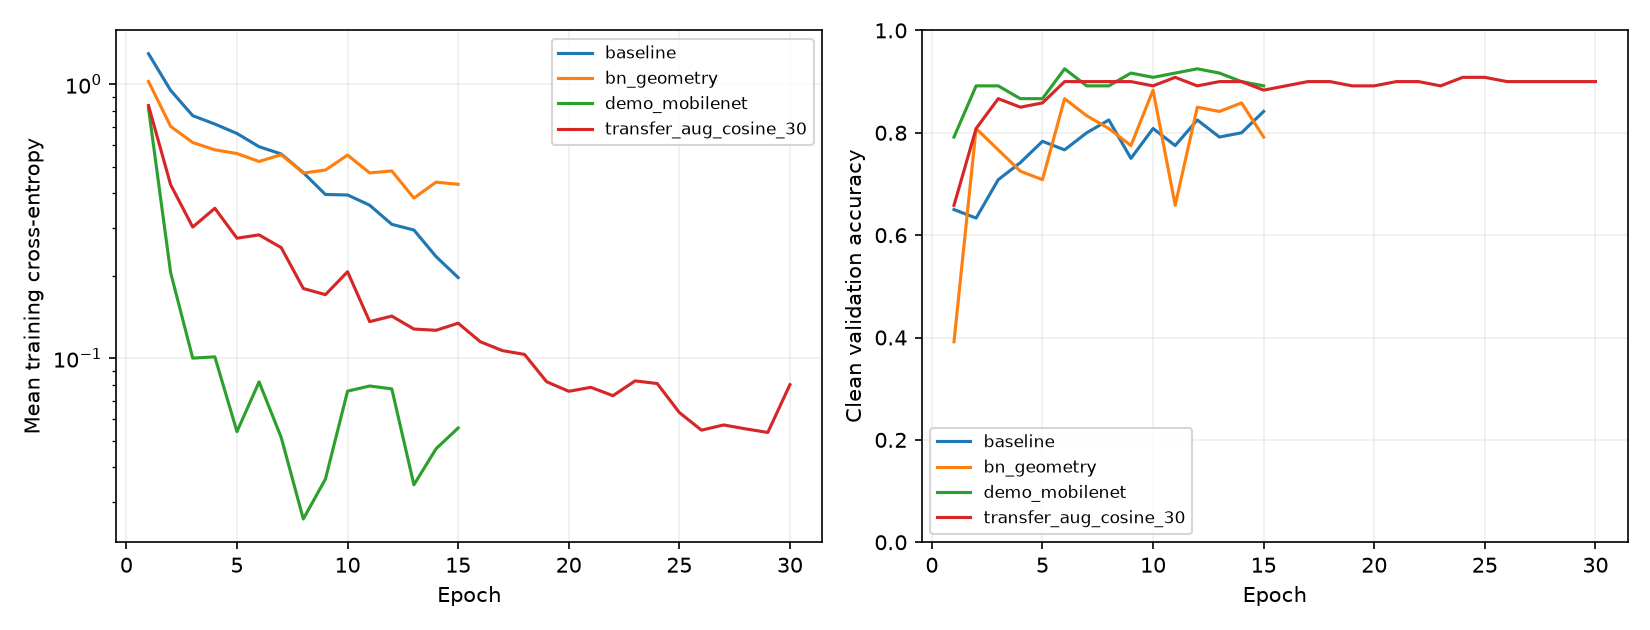 Mean training cross-entropy
10⁰
10⁻¹
baseline
bn_geometry
demo_mobilenet
transfer_aug_cosine_30
0 5 10 15 20 25 30
Epoch
Clean validation accuracy
1.0
0.8
0.6
0.4
0.2
0.0
baseline
bn_geometry
demo_mobilenet
transfer_aug_cosine_30
0 5 10 15 20 25 30
Epoch